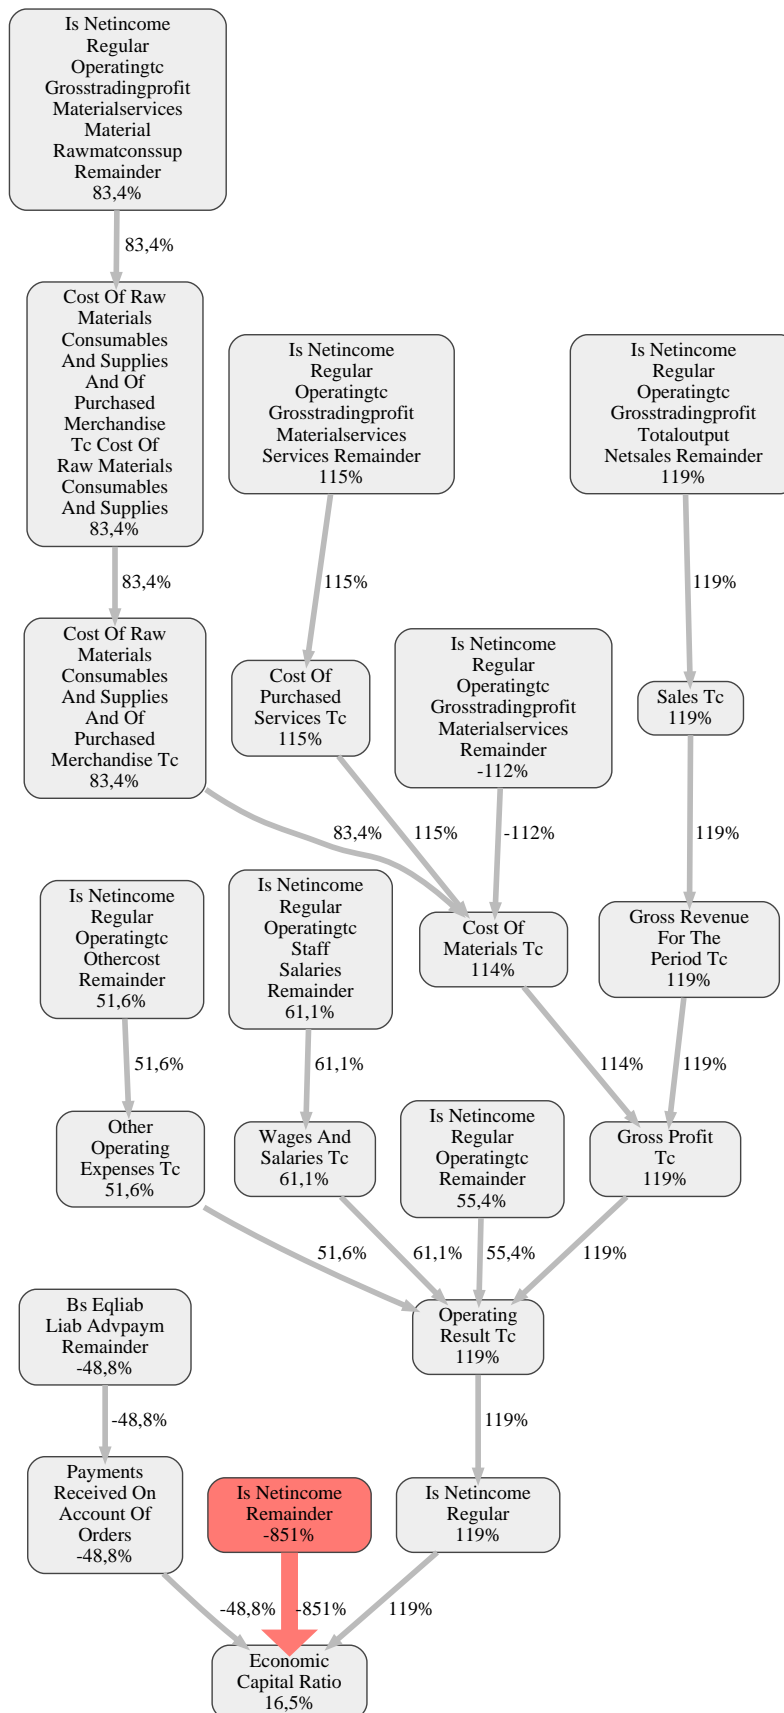 Is Netincome
Regular
Operatingtc
Grosstradingprofit
Materialservices
Material
Rawmatconssup
Remainder
83,4%
83,4%
Cost Of Raw
Materials
Consumables
And Supplies
And Of
Purchased
Merchandise
Tc Cost Of
Raw Materials
Consumables
And Supplies
83,4%
Is Netincome
Regular
Operatingtc
Grosstradingprofit
Materialservices
Services Remainder
115%
Is Netincome
Regular
Operatingtc
Grosstradingprofit
Totaloutput
Netsales Remainder
119%
83,4%
115%
119%
Cost Of Raw
Materials
Consumables
And Supplies
And Of
Purchased
Merchandise Tc
83,4%
Cost Of
Purchased
Services Tc
115%
Is Netincome
Regular
Operatingtc
Grosstradingprofit
Materialservices
Remainder
-112%
Sales Tc
119%
83,4%
115%
-112%
119%
Is Netincome
Regular
Operatingtc
Othercost
Remainder
51,6%
Is Netincome
Regular
Operatingtc
Staff
Salaries
Remainder
61,1%
Cost Of
Materials Tc
114%
Gross Revenue
For The
Period Tc
119%
51,6%
61,1%
114%
119%
Other
Operating
Expenses Tc
51,6%
Wages And
Salaries Tc
61,1%
Is Netincome
Regular
Operatingtc
Remainder
55,4%
Gross Profit
Tc
119%
51,6%
61,1%
55,4%
119%
Bs Eqliab
Liab Advpaym
Remainder
-48,8%
Operating
Result Tc
119%
-48,8%
119%
Payments
Received On
Account Of
Orders
-48,8%
Is Netincome
Remainder
-851%
Is Netincome
Regular
119%
-48,8%
-851%
119%
Economic
Capital Ratio
16,5%